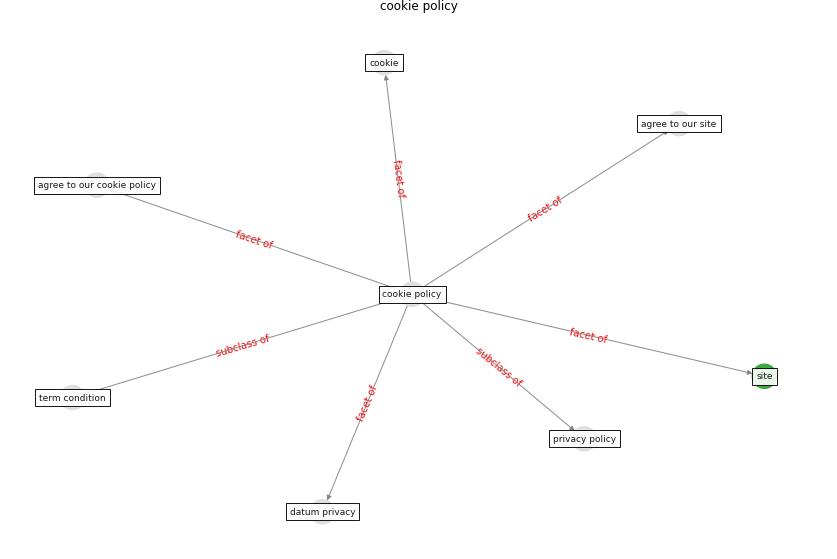 cookie policy
cookie
agree to our site
facet of
agree to our cookie policy
facet of
facet of
cookie policy
facet of
subclass of
subclass of
site
term condition
facet of
privacy policy
datum privacy